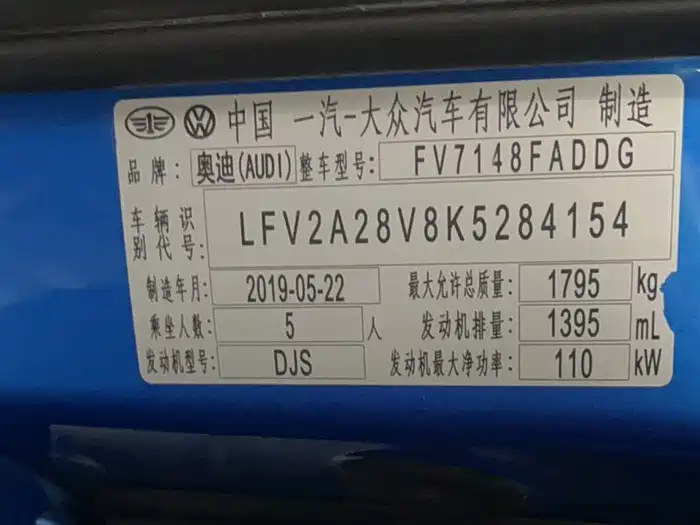 中国 一汽-大众汽车有限公司 制造
品牌: 奥迪(AUDI) 整车型号: FV7148FADDG
车辆识别代号: LFV2A28V8K5284154
制造年月: 2019-05-22 最大允许总质量: 1795 kg
乘坐人数: 5 人 发动机排量: 1395 mL
发动机型号: DJS 发动机最大净功率: 110 kW